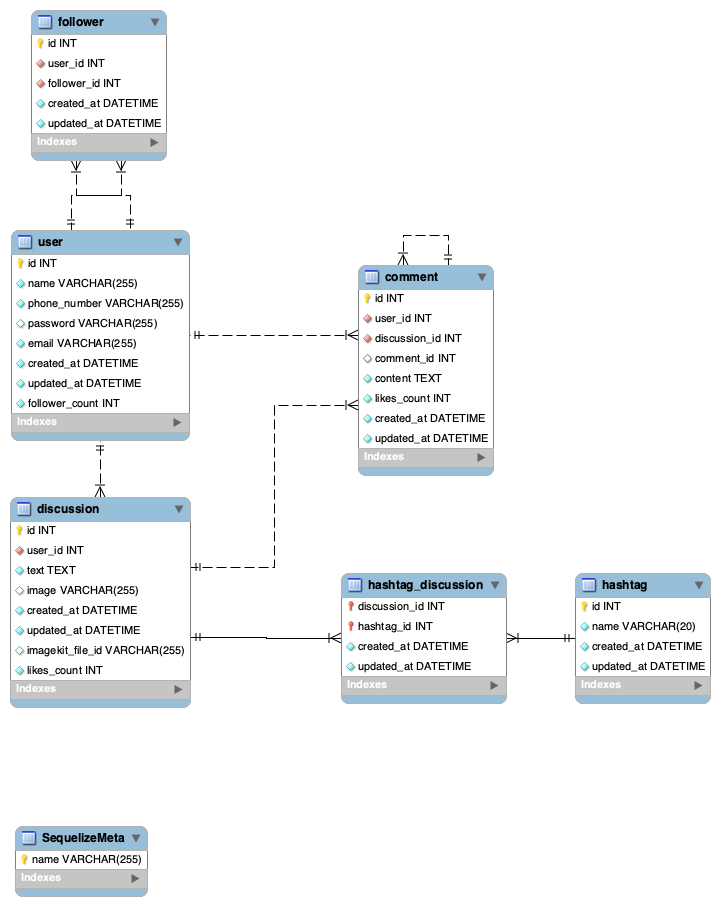 follower
id INT
user_id INT
follower_id INT
created_at DATETIME
updated_at DATETIME
Indexes
user
id INT
name VARCHAR(255)
phone_number VARCHAR(255)
password VARCHAR(255)
email VARCHAR(255)
created_at DATETIME
updated_at DATETIME
follower_count INT
Indexes
comment
id INT
user_id INT
discussion_id INT
comment_id INT
content TEXT
likes_count INT
created_at DATETIME
updated_at DATETIME
Indexes
discussion
id INT
user_id INT
text TEXT
image VARCHAR(255)
created_at DATETIME
updated_at DATETIME
imagekit_file_id VARCHAR(255)
likes_count INT
Indexes
hashtag_discussion
discussion_id INT
hashtag_id INT
created_at DATETIME
updated_at DATETIME
Indexes
hashtag
id INT
name VARCHAR(20)
created_at DATETIME
updated_at DATETIME
Indexes
SequelizeMeta
name VARCHAR(255)
Indexes